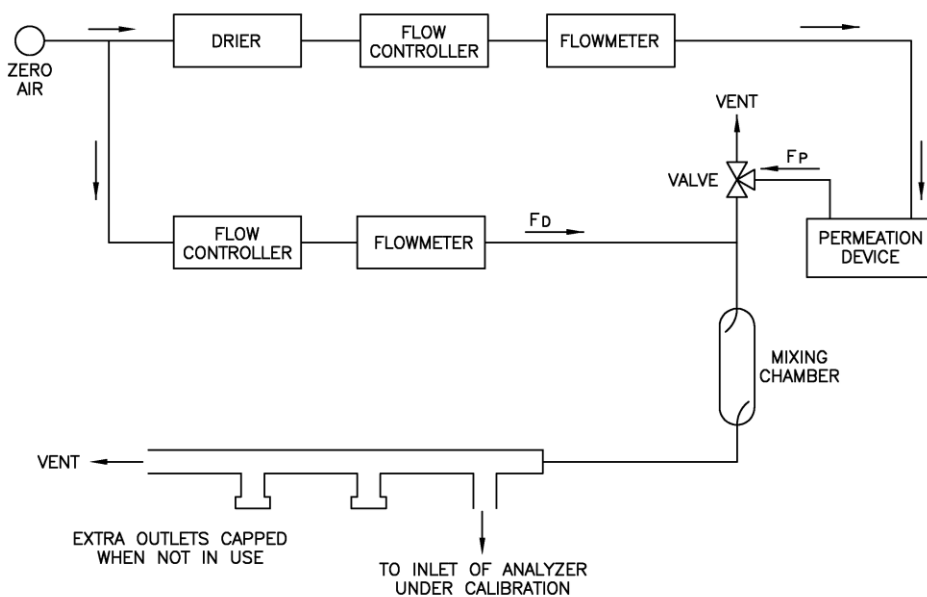 ZERO
AIR
DRIER
FLOW
CONTROLLER
FLOWMETER
VENT
VALVE
FP
PERMEATION
DEVICE
FLOW
CONTROLLER
FLOWMETER
FD
MIXING
CHAMBER
VENT
EXTRA OUTLETS CAPPED
WHEN NOT IN USE
TO INLET OF ANALYZER
UNDER CALIBRATION